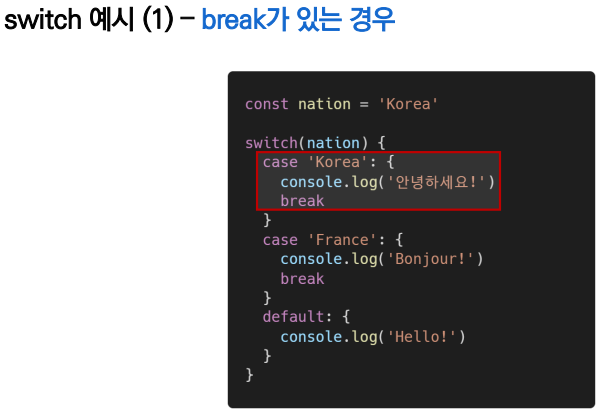 switch 예시 (1) – break가 있는 경우
const nation = 'Korea'
switch(nation) {
case 'Korea': {
console.log('안녕하세요!')
break
}
case 'France': {
console.log('Bonjour!')
break
}
default: {
console.log('Hello!')
}
}